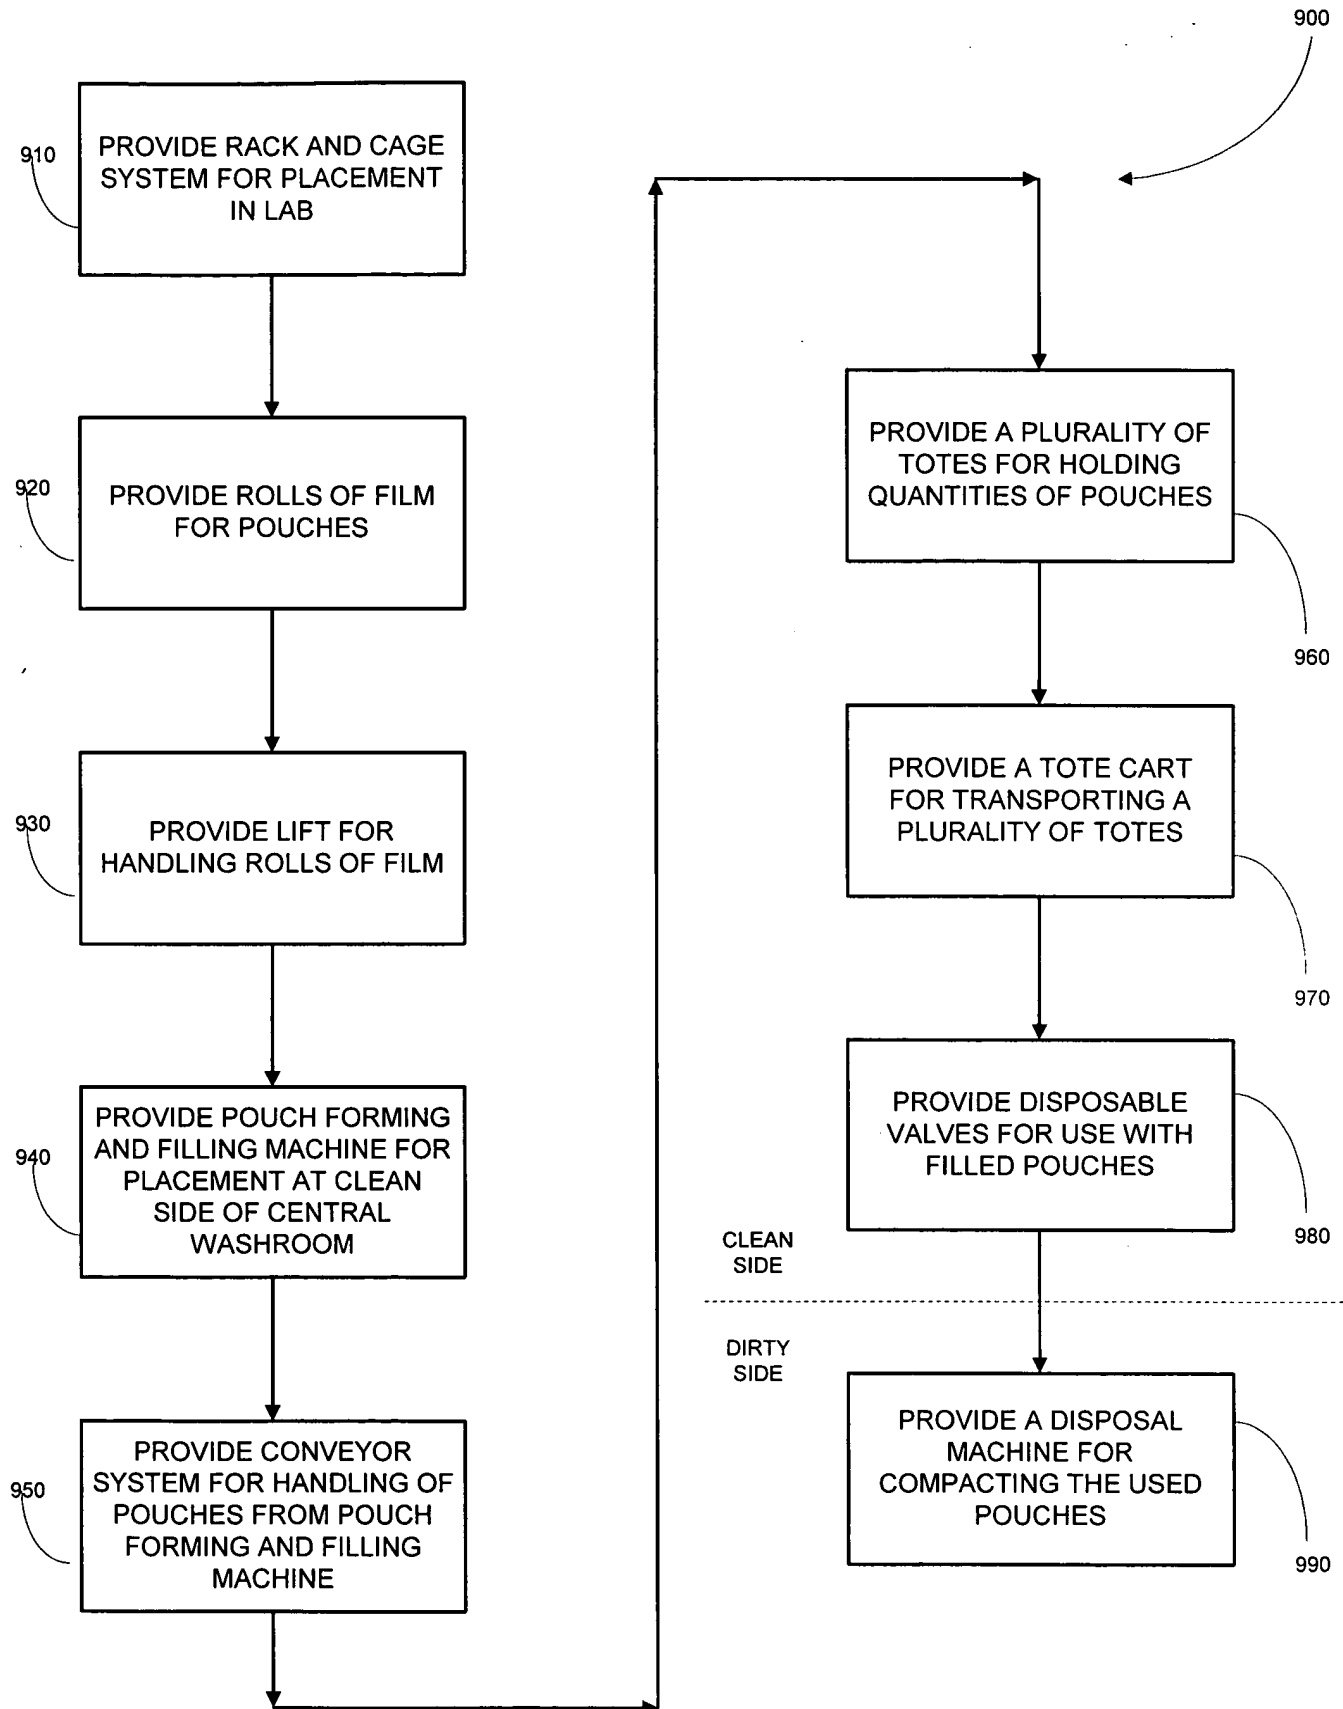 900
910
PROVIDE RACK AND CAGE
SYSTEM FOR PLACEMENT
IN LAB
920
PROVIDE ROLLS OF FILM
FOR POUCHES
930
PROVIDE LIFT FOR
HANDLING ROLLS OF FILM
940
PROVIDE POUCH FORMING
AND FILLING MACHINE FOR
PLACEMENT AT CLEAN
SIDE OF CENTRAL
WASHROOM
950
PROVIDE CONVEYOR
SYSTEM FOR HANDLING OF
POUCHES FROM POUCH
FORMING AND FILLING
MACHINE
PROVIDE A PLURALITY OF
TOTES FOR HOLDING
QUANTITIES OF POUCHES
960
PROVIDE A TOTE CART
FOR TRANSPORTING A
PLURALITY OF TOTES
970
PROVIDE DISPOSABLE
VALVES FOR USE WITH
FILLED POUCHES
980
CLEAN
SIDE
DIRTY
SIDE
PROVIDE A DISPOSAL
MACHINE FOR
COMPACTING THE USED
POUCHES
990